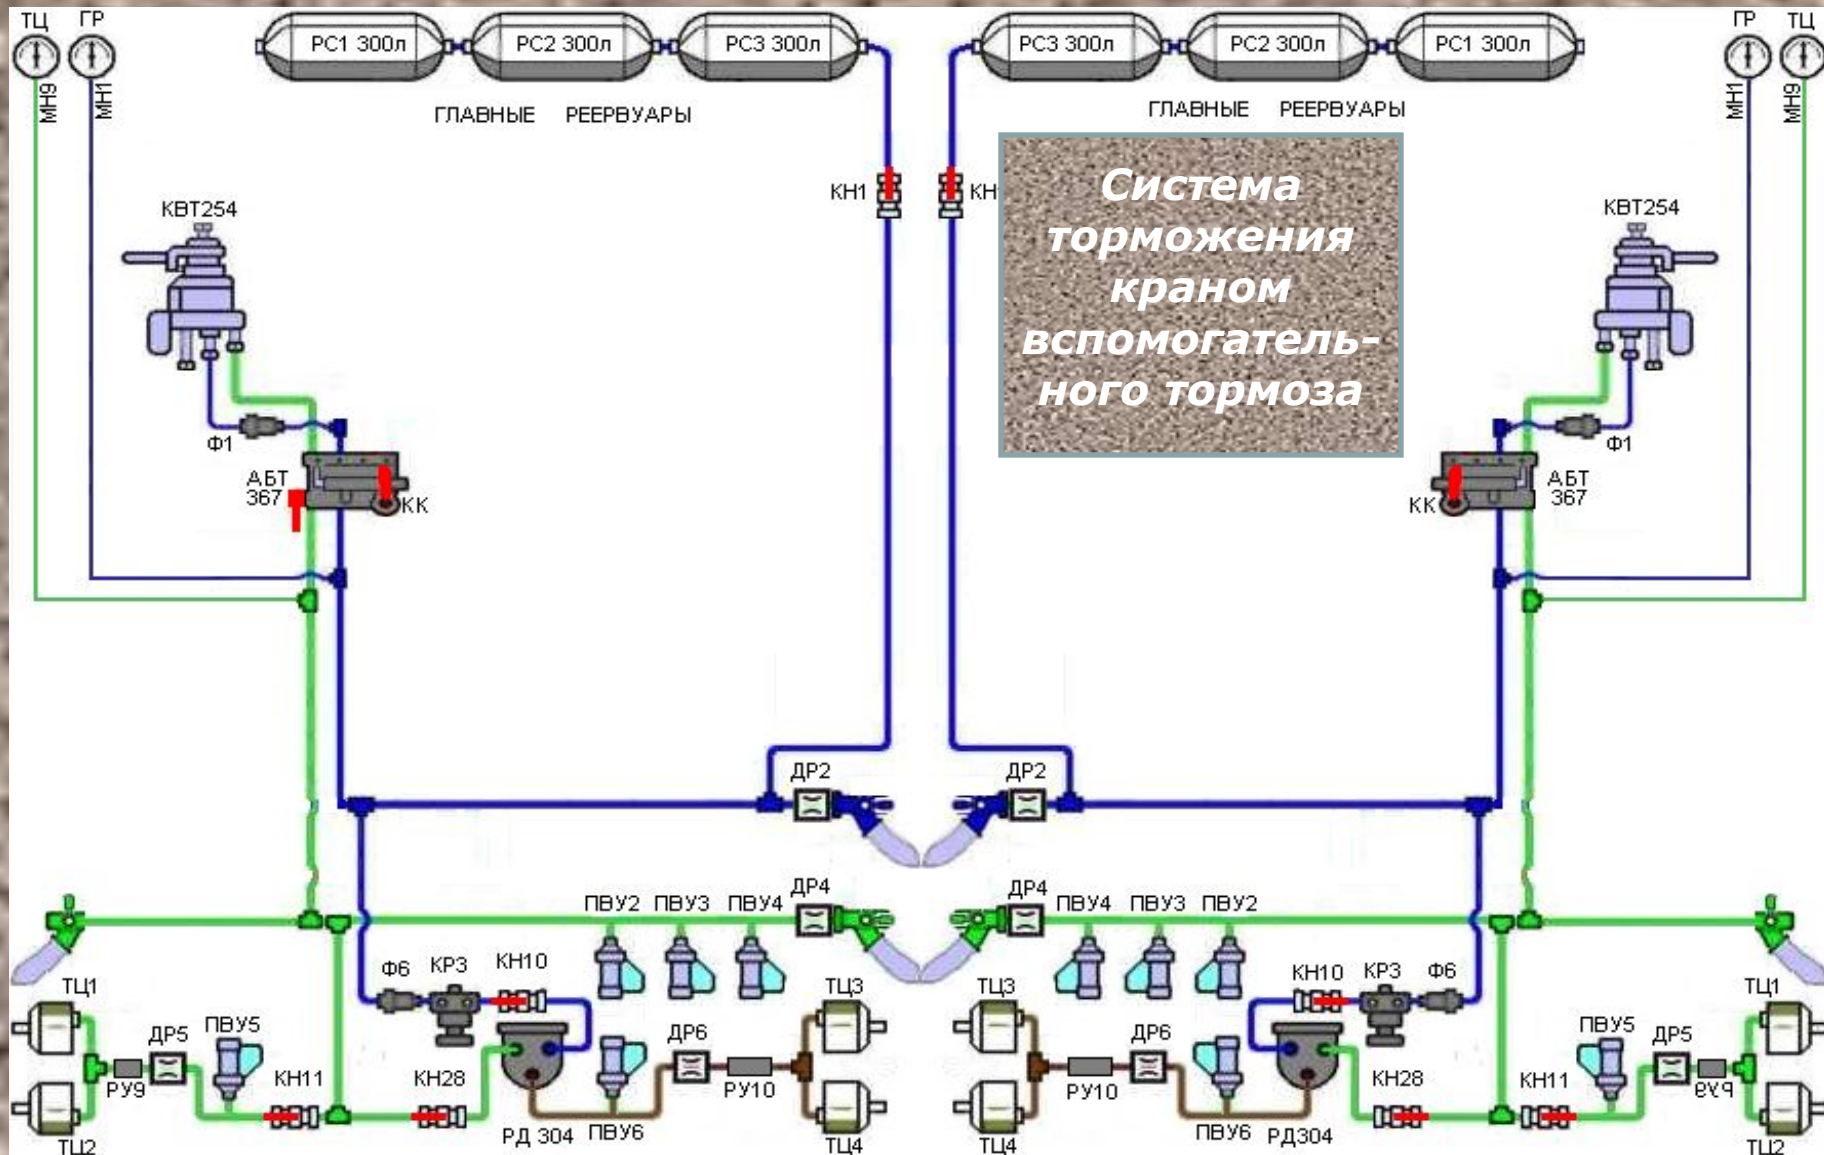 ТЦ ГР
ГР ТЦ
РС1 300л РС2 300л РС3 300л
РС3 300л РС2 300л РС1 300л
МН9 МН1
МН1 МН9
ГЛАВНЫЕ РЕЕРВУАРЫ
ГЛАВНЫЕ РЕЕРВУАРЫ
КН1
КН
Система
торможения
краном
вспомогатель-
ного тормоза
КВТ254
КВТ254
Ф1
Ф1
АБТ
367
КК
КК
АБТ
367
ДР2
ДР2
ПВУ2 ПВУ3 ПВУ4 ДР4
ДР4 ПВУ4 ПВУ3 ПВУ2
Ф6 КР3 КН10
КН10 КР3 Ф6
ТЦ1
ТЦ3
ТЦ3
ТЦ1
ПВУ5
ДР5
ДР6
ДР6
ПВУ5
ДР5
КН11
КН28
РУ9
РУ10
РУ10
КН28
КН11
РУ9
РД 304 ПВУ6
ПВУ6 РД304
ТЦ2
ТЦ4
ТЦ4
ТЦ2